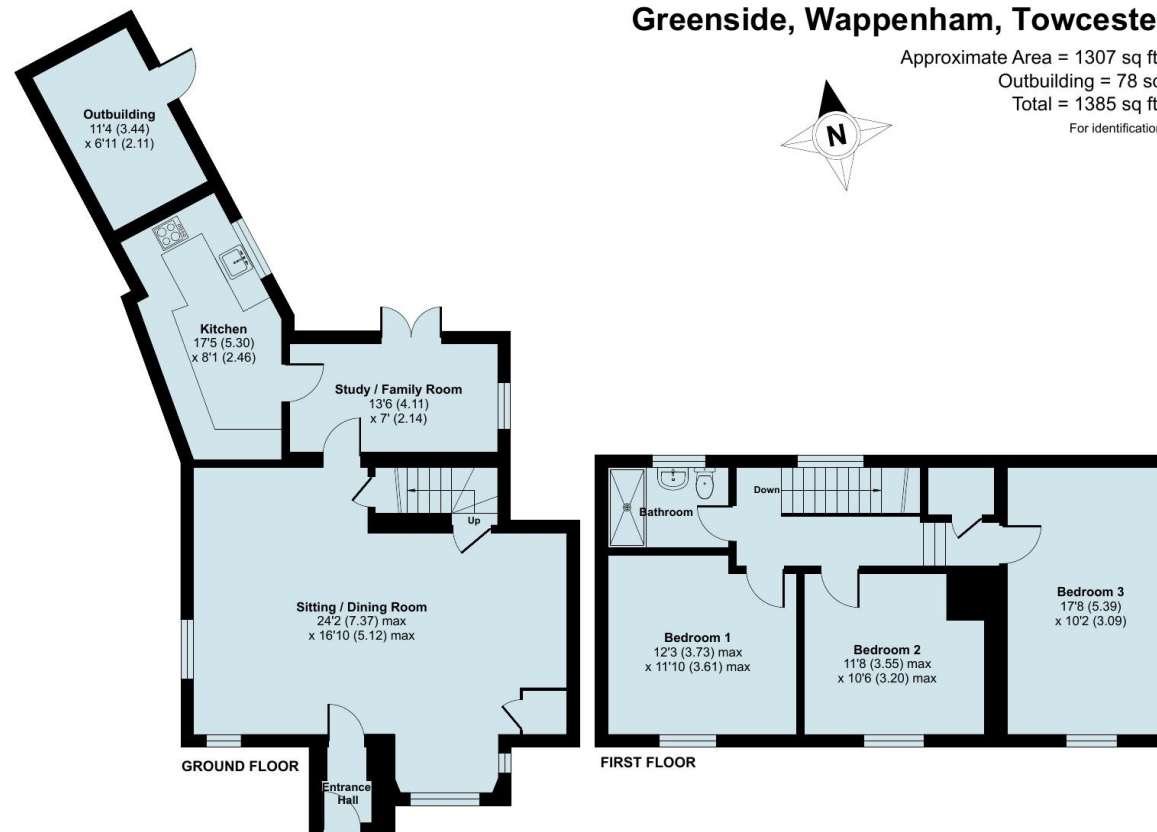 Greenside, Wappenham, Towceste
Approximate Area = 1307 sq ft
Outbuilding = 78 sq
Total = 1385 sq ft
For identification
N
Outbuilding
11'4 (3.44)
x 6'11 (2.11)
Kitchen
17'5 (5.30)
x 8'1 (2.46)
Study / Family Room
13'6 (4.11)
x 7' (2.14)
Up
Sitting / Dining Room
24'2 (7.37) max
x 16'10 (5.12) max
Entrance
Hall
GROUND FLOOR
Bathroom
Down
Bedroom 1
12'3 (3.73) max
x 11'10 (3.61) max
Bedroom 2
11'8 (3.55) max
x 10'6 (3.20) max
Bedroom 3
17'8 (5.39)
x 10'2 (3.09)
FIRST FLOOR